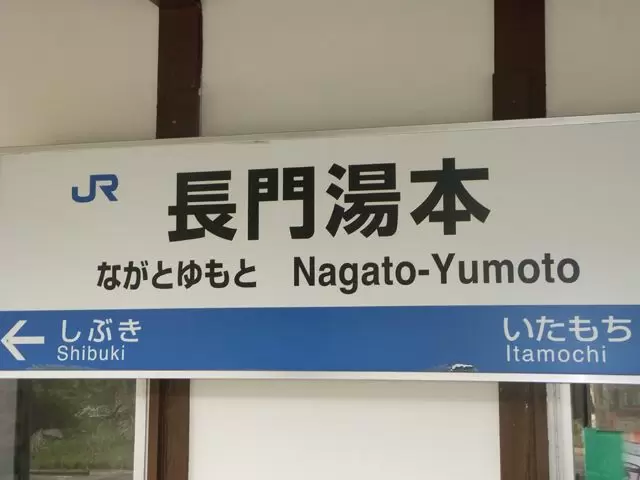 JR 長門湯本
ながとゆもと Nagato-Yumoto
← しぶき いたもち
Shibuki Itamochi